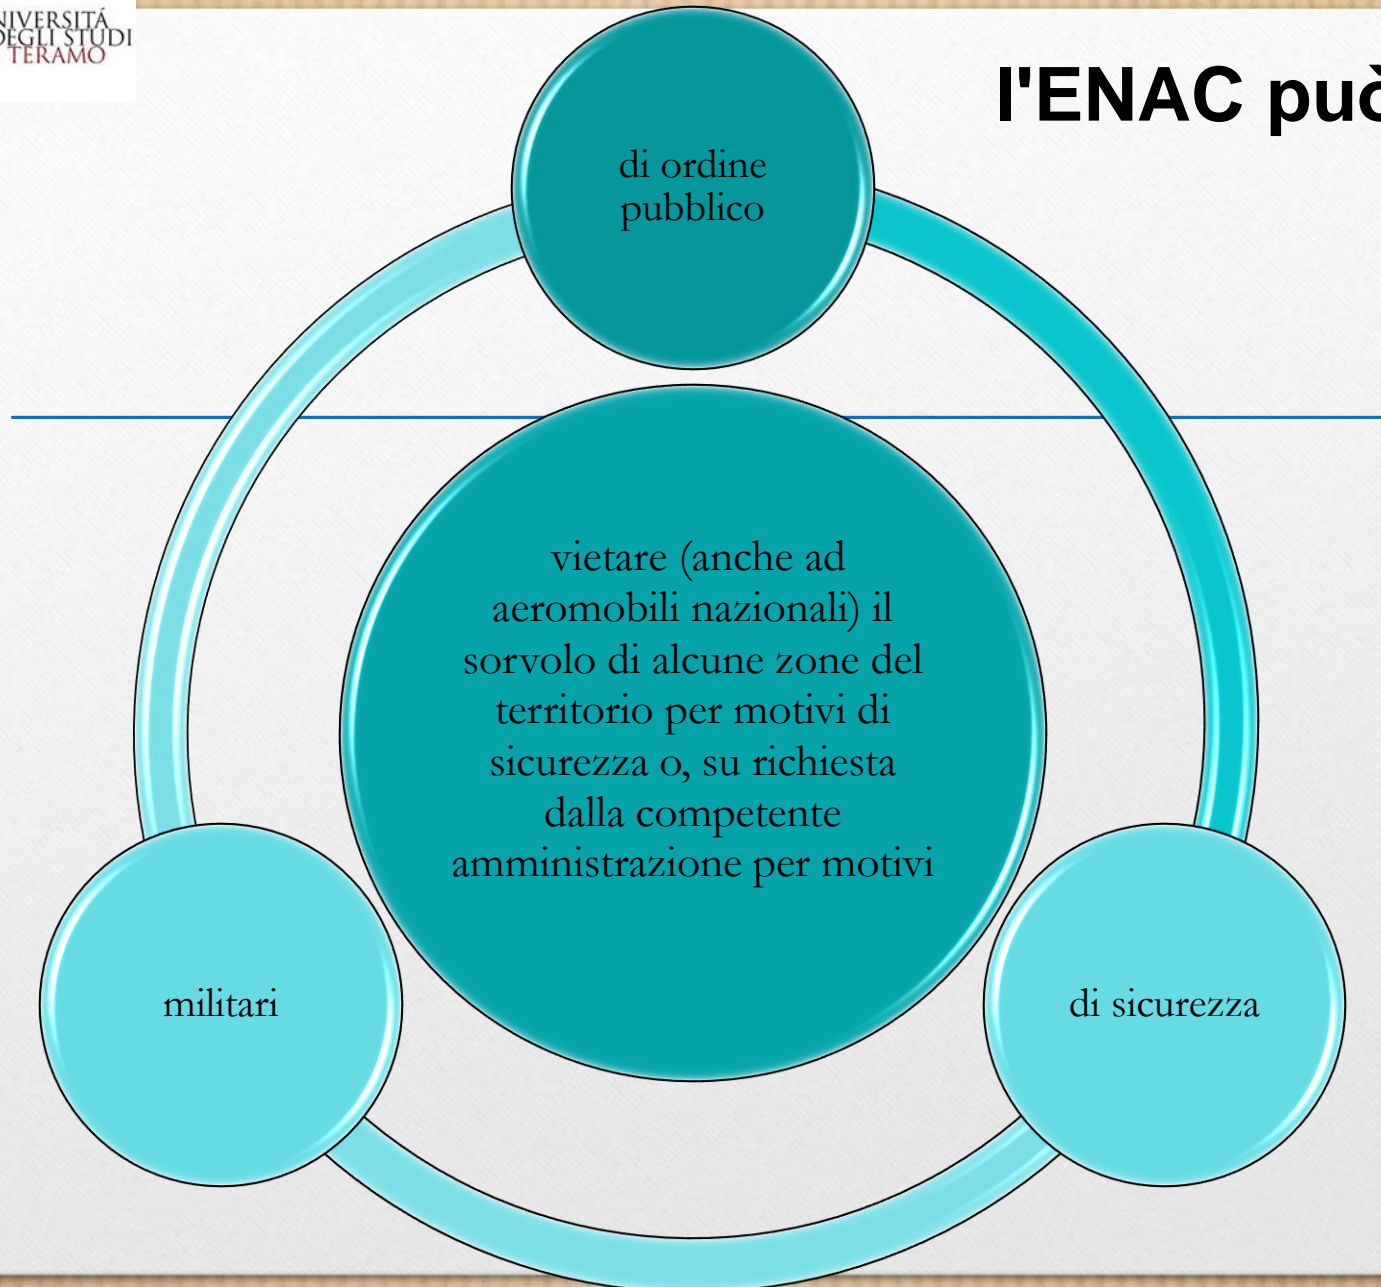 NIVERSITÁ
DEGLI STUDI
TERAMO
l'ENAC può
di ordine
pubblico
vietare (anche ad
aeromobili nazionali) il
sorvolo di alcune zone del
territorio per motivi di
sicurezza o, su richiesta
dalla competente
amministrazione per motivi
militari
di sicurezza